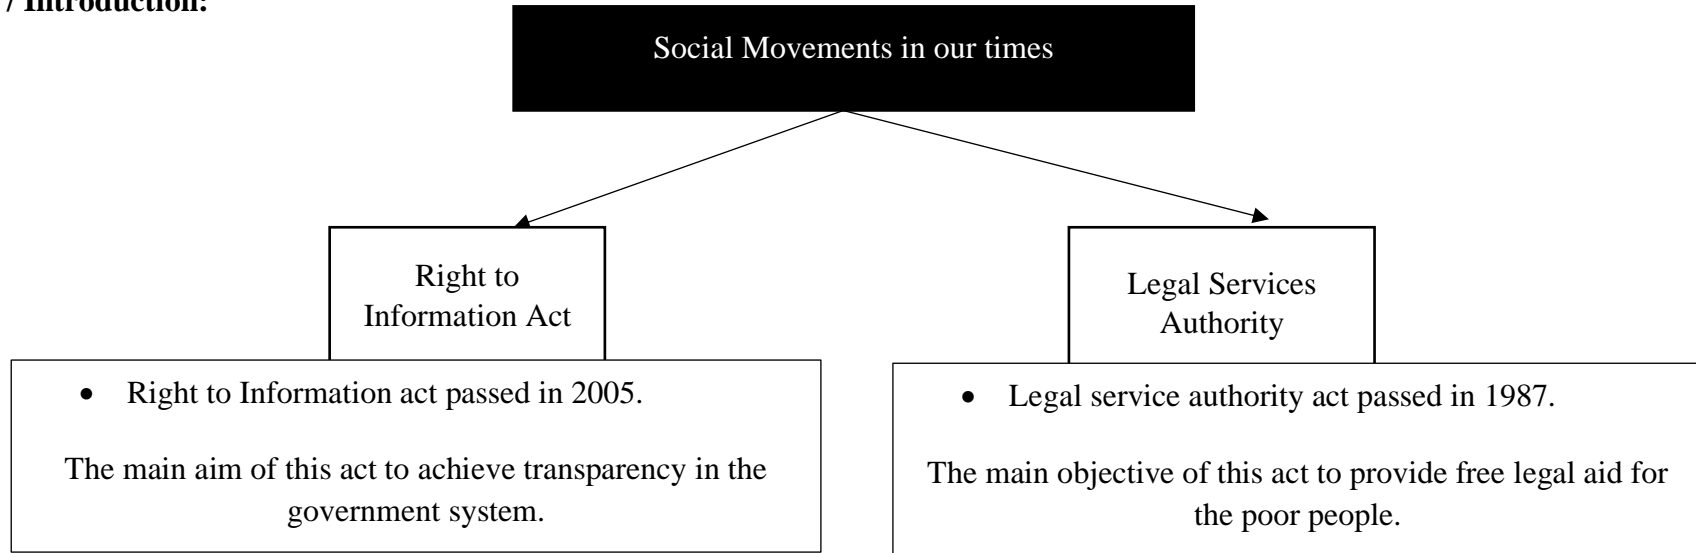 / Introduction:
Social Movements in our times
Right to
Information Act
Legal Services
Authority
• Right to Information act passed in 2005.
The main aim of this act to achieve transparency in the
government system.
• Legal service authority act passed in 1987.
The main objective of this act to provide free legal aid for
the poor people.